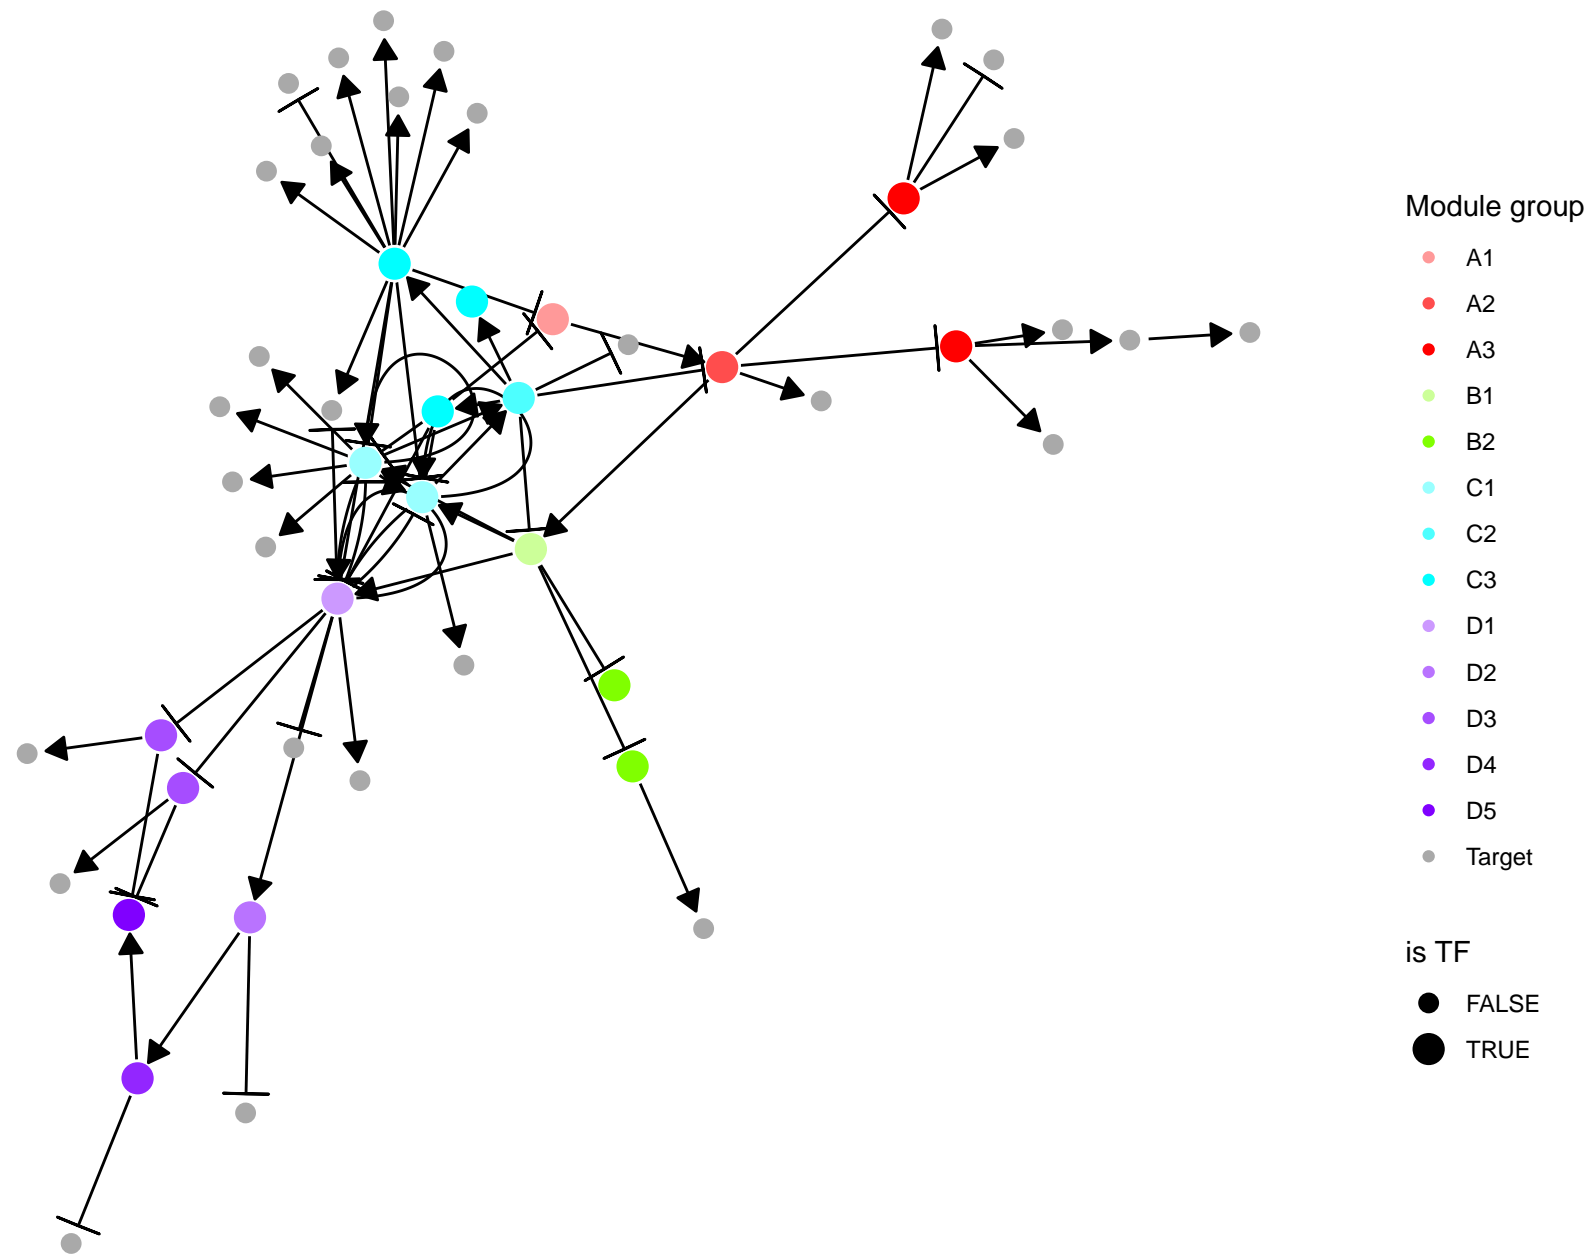 Module group
A1
A2
A3
B1
B2
C1
C2
C3
D1
D2
D3
D4
D5
Target
is TF
FALSE
TRUE